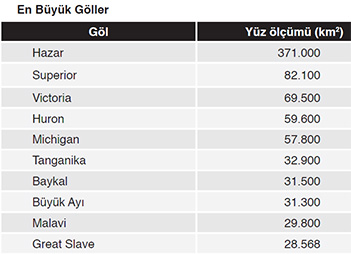 En Büyük Göller
Göl Yüz ölçümü (km²)
Hazar 371.000
Superior 82.100
Victoria 69.500
Huron 59.600
Michigan 57.800
Tanganika 32.900
Baykal 31.500
Büyük Ayı 31.300
Malavi 29.800
Great Slave 28.568